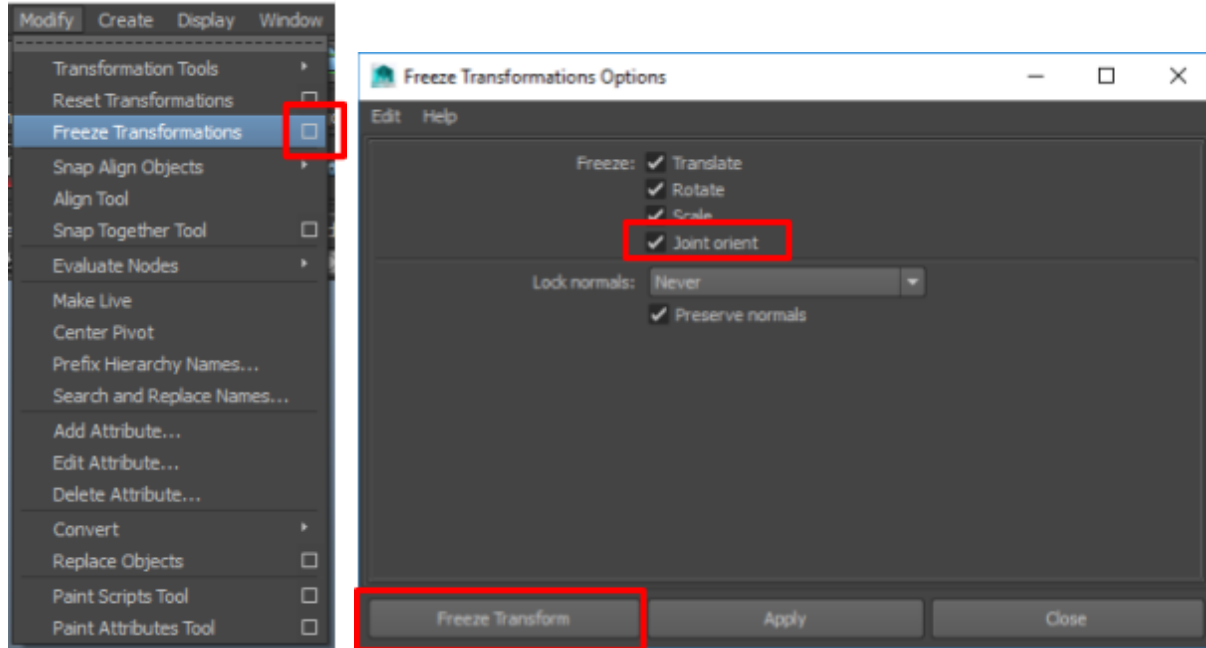 Modify Create Display Window
Transformation Tools
Reset Transformations
Freeze Transformations
Snap Align Objects
Align Tool
Snap Together Tool
Evaluate Nodes
Make Live
Center Pivot
Prefix Hierarchy Names...
Search and Replace Names...
Add Attribute...
Edit Attribute...
Delete Attribute...
Convert
Replace Objects
Paint Scripts Tool
Paint Attributes Tool
Freeze Transformations Options
Edit Help
Freeze: Translate
Rotate
Scale
Joint orient
Lock normals: Never
Preserve normals
Freeze Transform Apply Close